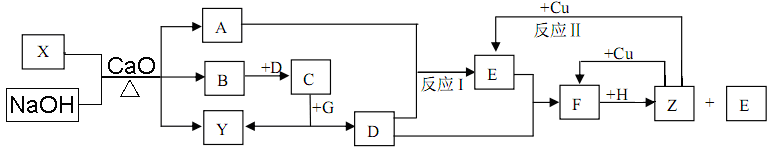 +Cu
反应Ⅱ
A
X
+Cu
CaO
+D
B
C
E
反应Ⅰ
△
F
+H
Z
+
E
NaOH
+G
Y
D